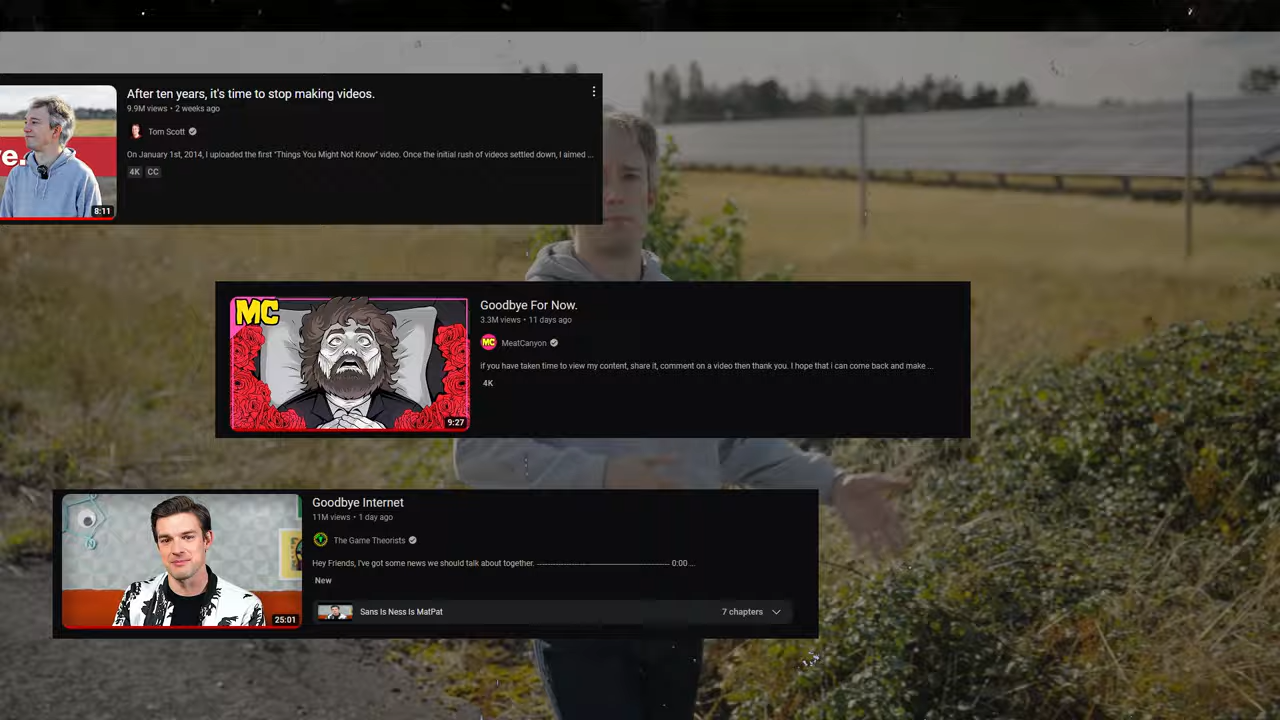 After ten years, it's time to stop making videos.
9.9M views • 2 weeks ago
Tom Scott
On January 1st, 2014, I uploaded the first "Things You Might Not Know" video. Once the initial rush of videos settled down, I aimed ...
4K CC
e.
8:11
MC
Goodbye For Now.
3.3M views • 11 days ago
MC MeatCanyon
if you have taken time to view my content, share it, comment on a video then thank you. I hope that i can come back and make ...
4K
9:27
Goodbye Internet
11M views • 1 day ago
The Game Theorists
Hey Friends, I've got some news we should talk about together. ---------------------------------------------------- 0:00 ...
New
25:01
Sans Is Ness Is MatPat
7 chapters